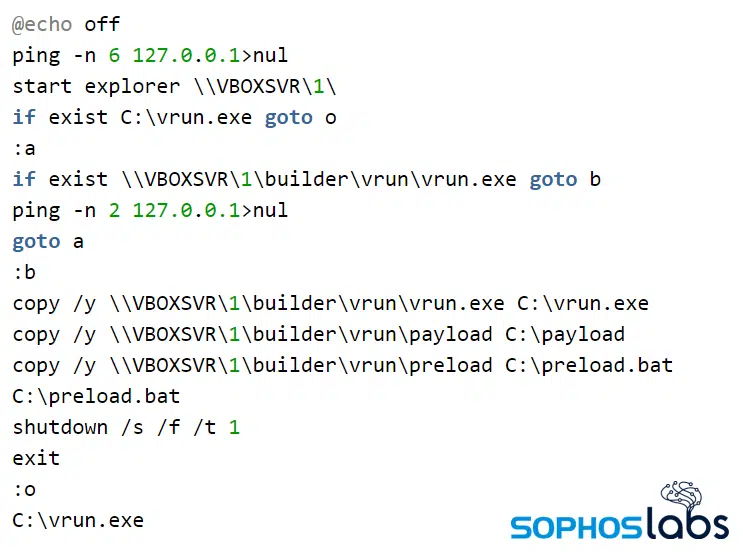 @echo off
ping -n 6 127.0.0.1>nul
start explorer \\VBOXSVR\1\
if exist C:\vrun.exe goto o
:a
if exist \\VBOXSVR\1\builder\vrun\vrun.exe goto b
ping -n 2 127.0.0.1>nul
goto a
:b
copy /y \\VBOXSVR\1\builder\vrun\vrun.exe C:\vrun.exe
copy /y \\VBOXSVR\1\builder\vrun\payload C:\payload
copy /y \\VBOXSVR\1\builder\vrun\preload C:\preload.bat
C:\preload.bat
shutdown /s /f /t 1
exit
:o
C:\vrun.exe
SOPHOSlabs